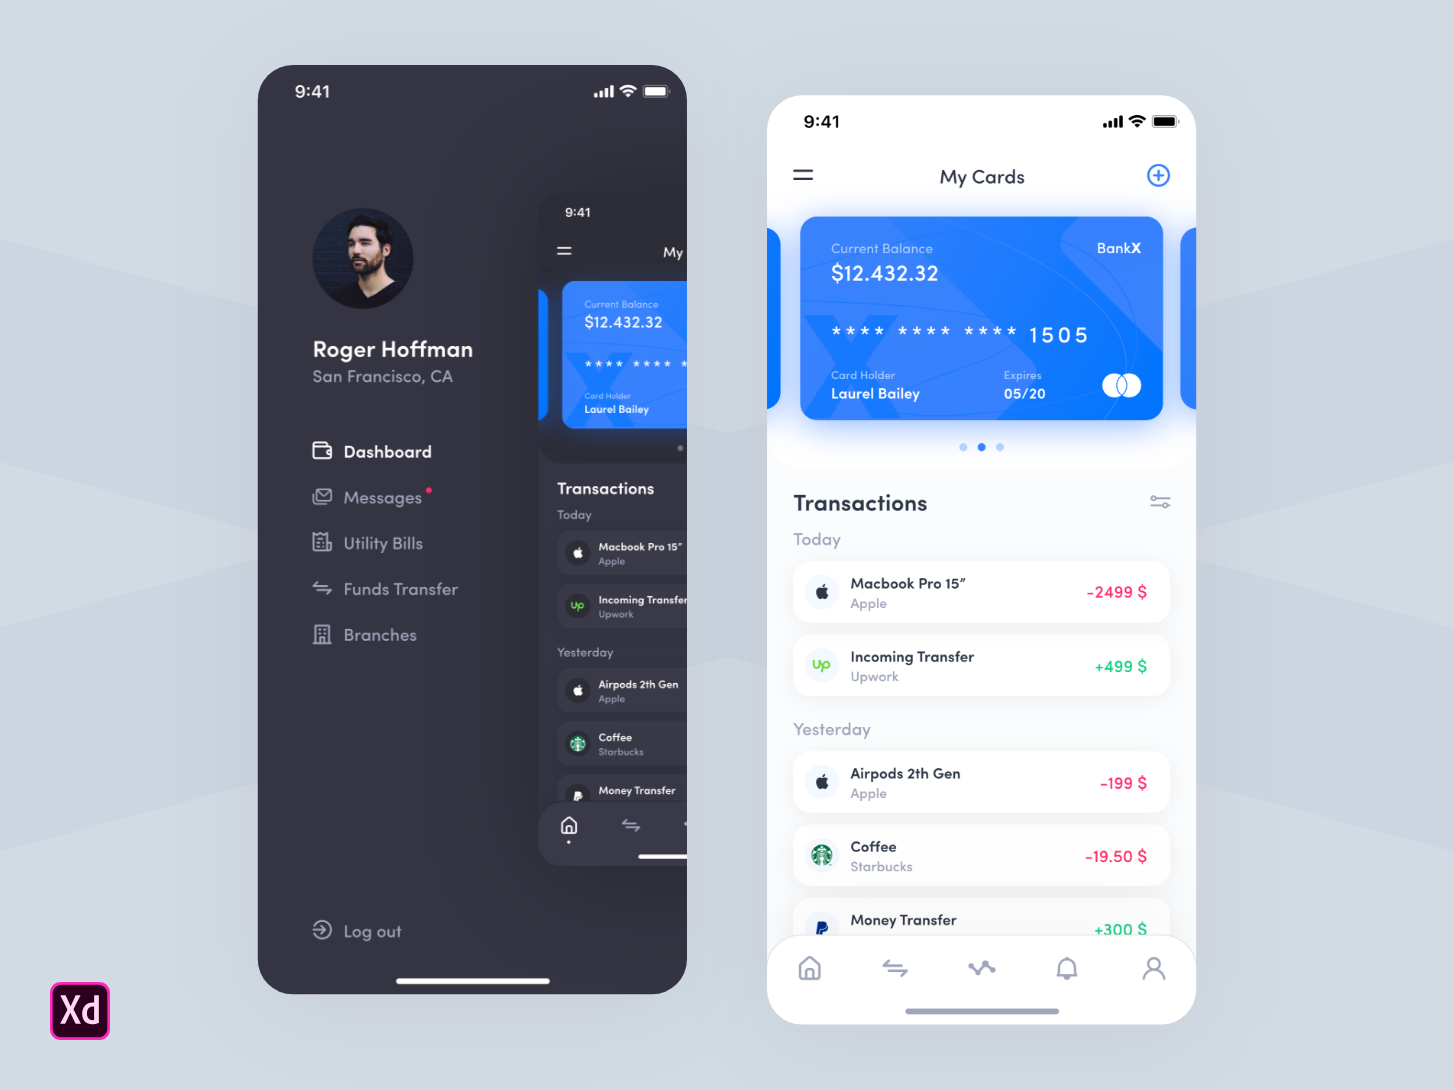 9:41
Roger Hoffman
San Francisco, CA
Dashboard
Messages
Utility Bills
Funds Transfer
Branches
Log out
9:41
My
Current Balance
$12.432.32
**** **** *
Card Holder
Laurel Bailey
Transactions
Today
Macbook Pro 15”
Apple
up
Incoming Transfer
Upwork
Yesterday
Airpods 2th Gen
Apple
Coffee
Starbucks
Money Transfer
9:41
My Cards
Current Balance
BankX
$12.432.32
**** **** **** 1505
Card Holder
Expires
Laurel Bailey
05/20
Transactions
Today
Macbook Pro 15”
Apple
-2499 $
up
Incoming Transfer
Upwork
+499 $
Yesterday
Airpods 2th Gen
Apple
-199 $
Coffee
Starbucks
-19.50 $
Money Transfer
+300 $
Xd